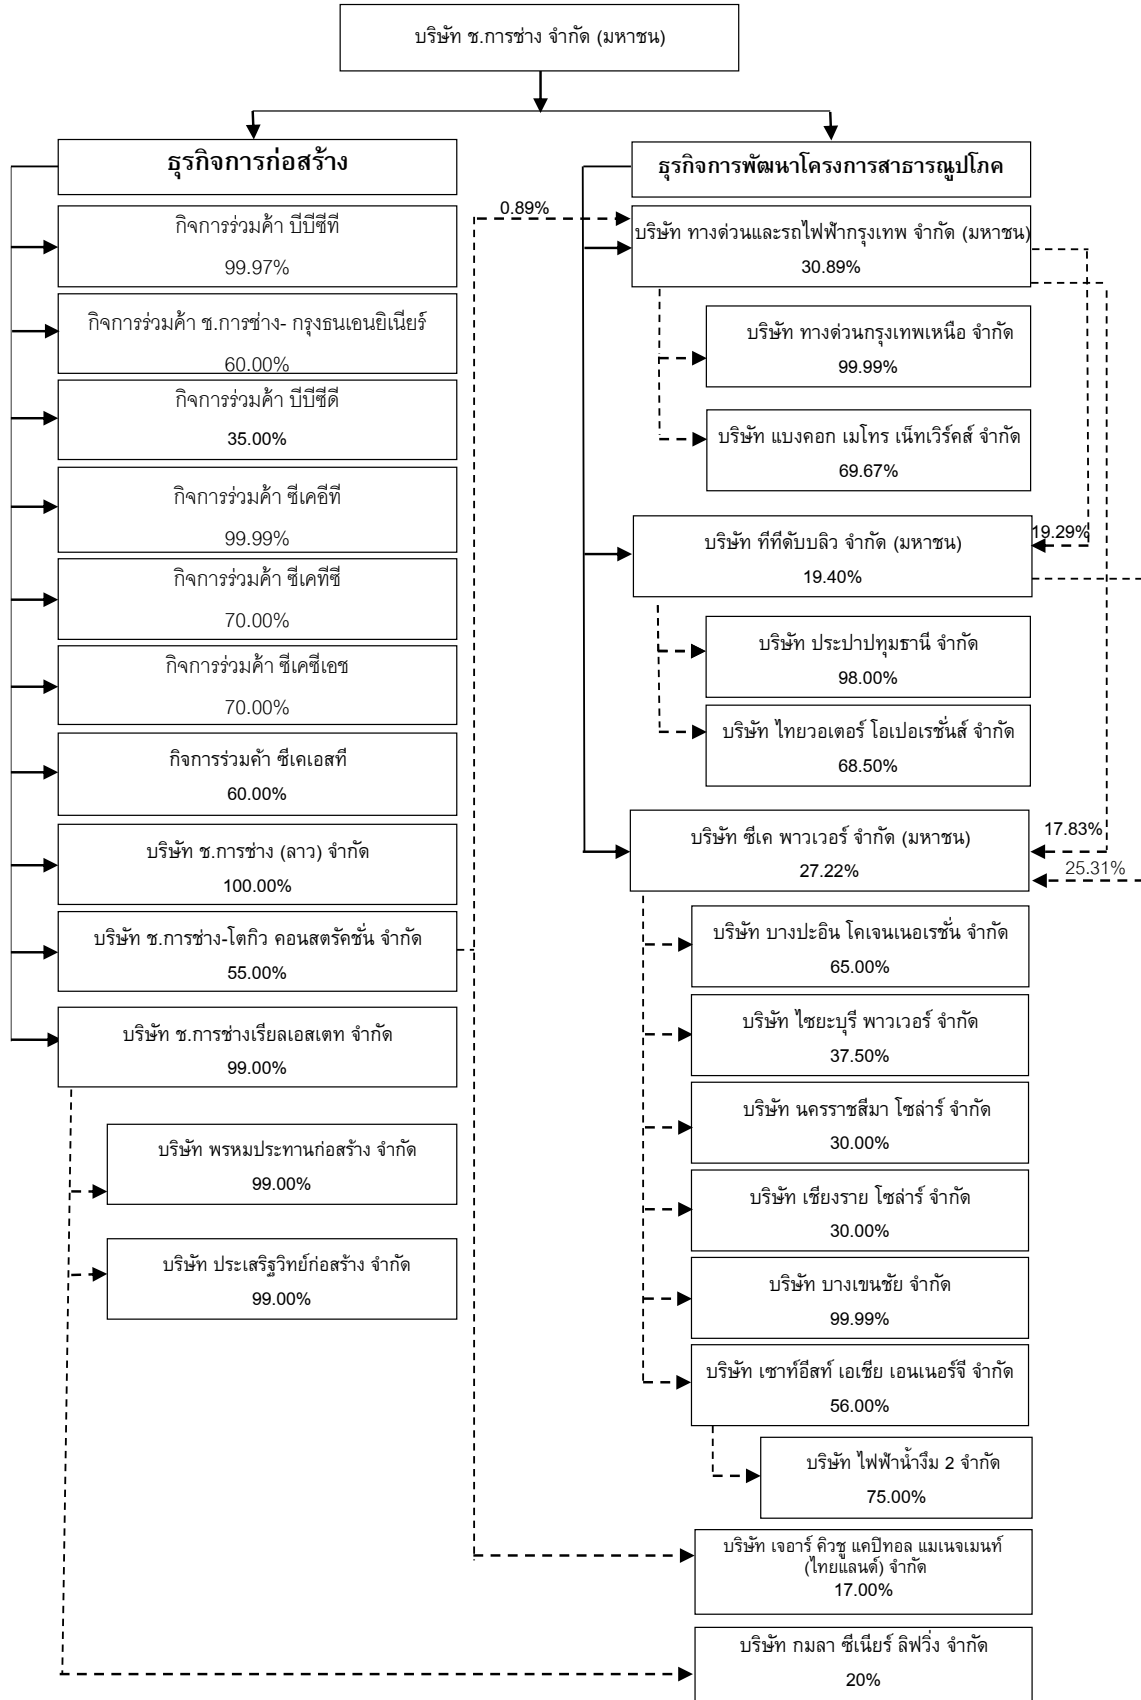 บริษัท ช.การช่าง จำกัด (มหาชน)
ธุรกิจการก่อสร้าง
กิจการร่วมค้า บีบีซีที
99.97%
กิจการร่วมค้า ช.การช่าง- กรุงธนเอนยิเนียร์
60.00%
กิจการร่วมค้า บีบีซีดี
35.00%
กิจการร่วมค้า ซีเคอีที
99.99%
กิจการร่วมค้า ซีเคทีซี
70.00%
กิจการร่วมค้า ซีเคซีเอช
70.00%
กิจการร่วมค้า ซีเคเอสที
60.00%
บริษัท ช.การช่าง (ลาว) จำกัด
100.00%
บริษัท ช.การช่าง-โตกิว คอนสตรัคชั่น จำกัด
55.00%
บริษัท ช.การช่างเรียลเอสเตท จำกัด
99.00%
บริษัท พรหมประทานก่อสร้าง จำกัด
99.00%
บริษัท ประเสริฐวิทย์ก่อสร้าง จำกัด
99.00%
ธุรกิจการพัฒนาโครงการสาธารณูปโภค
0.89%
บริษัท ทางด่วนและรถไฟฟ้ากรุงเทพ จำกัด (มหาชน)
30.89%
บริษัท ทางด่วนกรุงเทพเหนือ จำกัด
99.99%
บริษัท แบงคอก เมโทร เน็ทเวิร์คส์ จำกัด
69.67%
บริษัท ทีทีดับบลิว จำกัด (มหาชน)
19.40%
19.29%
บริษัท ประปาปทุมธานี จำกัด
98.00%
บริษัท ไทยวอเตอร์ โอเปอเรชั่นส์ จำกัด
68.50%
บริษัท ซีเค พาวเวอร์ จำกัด (มหาชน)
27.22%
17.83%
25.31%
บริษัท บางปะอิน โคเจนเนอเรชั่น จำกัด
65.00%
บริษัท ไซยะบุรี พาวเวอร์ จำกัด
37.50%
บริษัท นครราชสีมา โซล่าร์ จำกัด
30.00%
บริษัท เชียงราย โซล่าร์ จำกัด
30.00%
บริษัท บางเขนชัย จำกัด
99.99%
บริษัท เซาท์อีสท์ เอเชีย เอนเนอร์จี จำกัด
56.00%
บริษัท ไฟฟ้าน้ำงึม 2 จำกัด
75.00%
บริษัท เจอาร์ คิวชู แคปิทอล แมเนจเมนท์
(ไทยแลนด์) จำกัด
17.00%
บริษัท กมลา ซีเนียร์ ลิฟวิ่ง จำกัด
20%